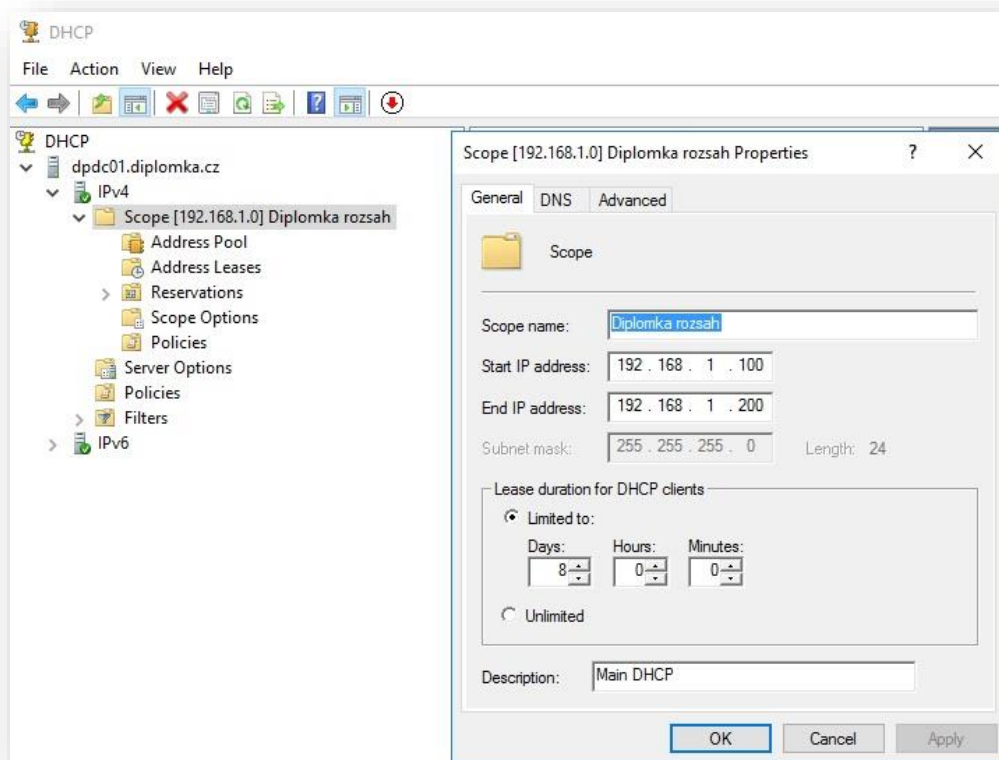 DHCP
File Action View Help
DHCP
dpdc01.diplomka.cz
IPv4
Scope [192.168.1.0] Diplomka rozsah
Address Pool
Address Leases
Reservations
Scope Options
Policies
Server Options
Policies
Filters
IPv6
Scope [192.168.1.0] Diplomka rozsah Properties ?
General DNS Advanced
Scope
Scope name: Diplomka rozsah
Start IP address: 192 . 168 . 1 . 100
End IP address: 192 . 168 . 1 . 200
Subnet mask: 255 . 255 . 255 . 0 Length: 24
Lease duration for DHCP clients
Limited to:
Days: Hours: Minutes:
8 0 0
Unlimited
Description: Main DHCP
OK Cancel Apply